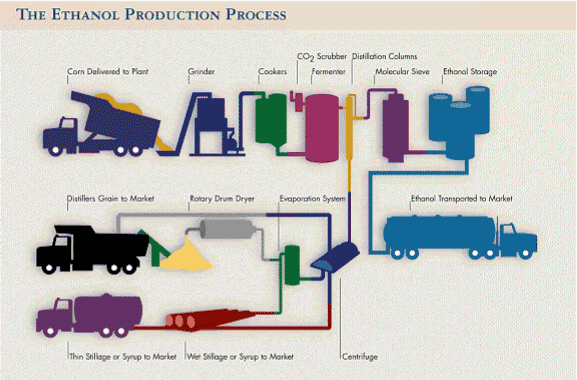 THE ETHANOL PRODUCTION PROCESS
CO2 Scrubber
Distillation Columns
Corn Delivered to Plant
Grinder
Cookers
Fermenter
Molecular Sieve
Ethanol Storage
Distillers Grain to Market
Rotary Drum Dryer
Evaporation System
Ethanol Transported to Market
Thin Stillage or Syrup to Market
Wet Stillage or Syrup to Market
Centrifuge